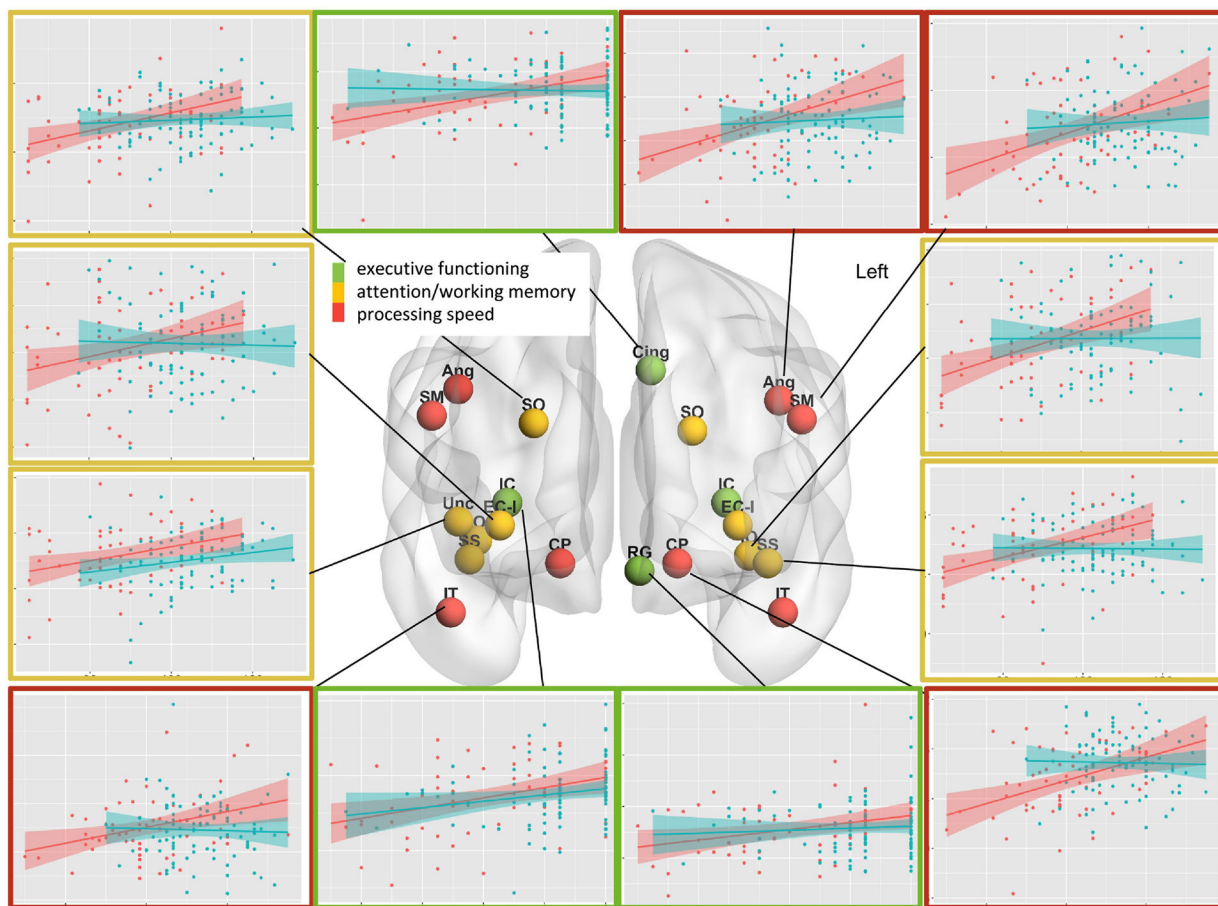 executive functioning
attention/working memory
processing speed
Left
Cing
Ang
Ang
SM
SM
SO
SO
IC
IC
Unc
EC-I
EC-I
SS
SS
CP
RG
CP
IT
IT